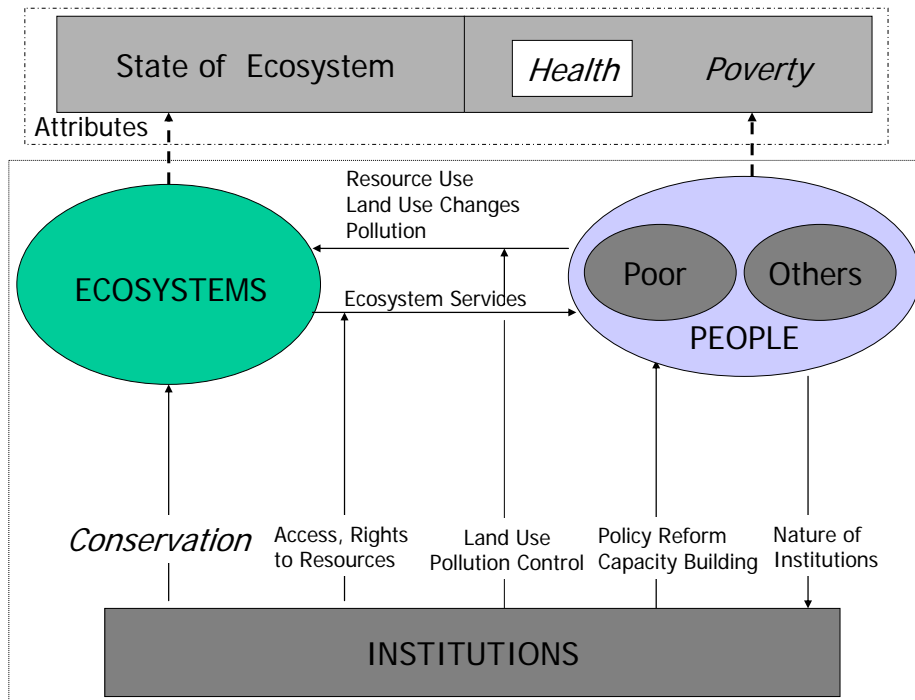 State of Ecosystem
Health
Poverty
Attributes
Resource Use
Land Use Changes
Pollution
ECOSYSTEMS
Ecosystem Services
Poor
Others
PEOPLE
Conservation
Access, Rights
to Resources
Land Use
Pollution Control
Policy Reform
Capacity Building
Nature of
Institutions
INSTITUTIONS